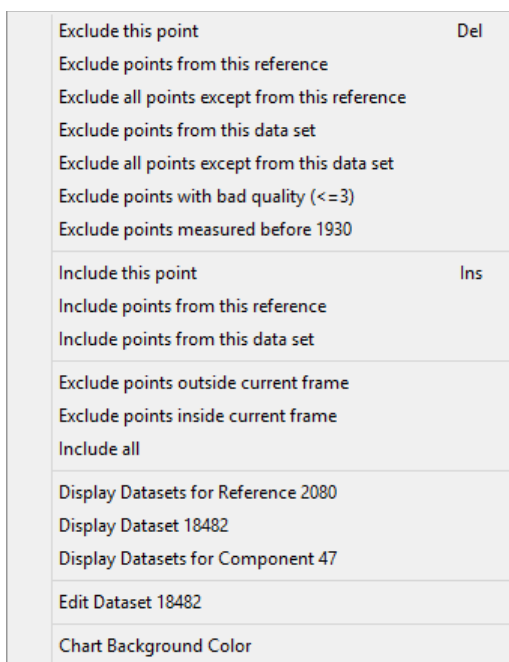 Exclude this point Del
Exclude points from this reference
Exclude all points except from this reference
Exclude points from this data set
Exclude all points except from this data set
Exclude points with bad quality (<=3)
Exclude points measured before 1930
Include this point Ins
Include points from this reference
Include points from this data set
Exclude points outside current frame
Exclude points inside current frame
Include all
Display Datasets for Reference 2080
Display Dataset 18482
Display Datasets for Component 47
Edit Dataset 18482
Chart Background Color